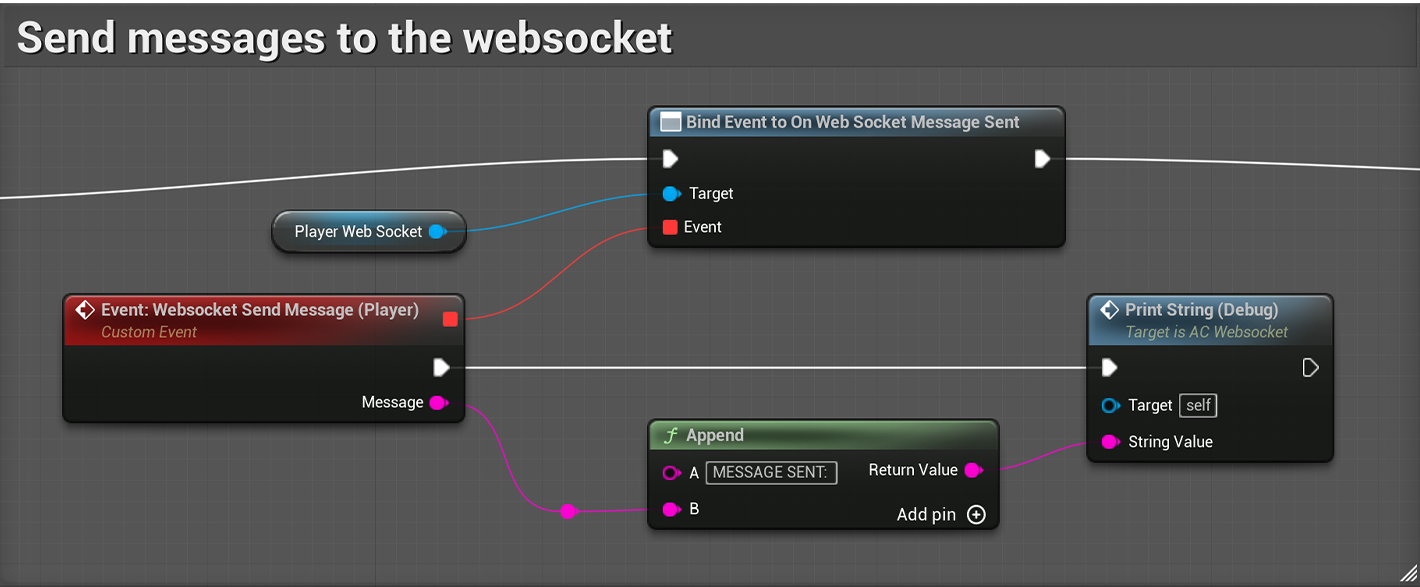 Send messages to the websocket
Bind Event to On Web Socket Message Sent
Target
Event
Player Web Socket
Event: Websocket Send Message (Player)
Custom Event
Message
Append
A MESSAGE SENT:
Return Value
B
Add pin
Print String (Debug)
Target is AC Websocket
Target self
String Value